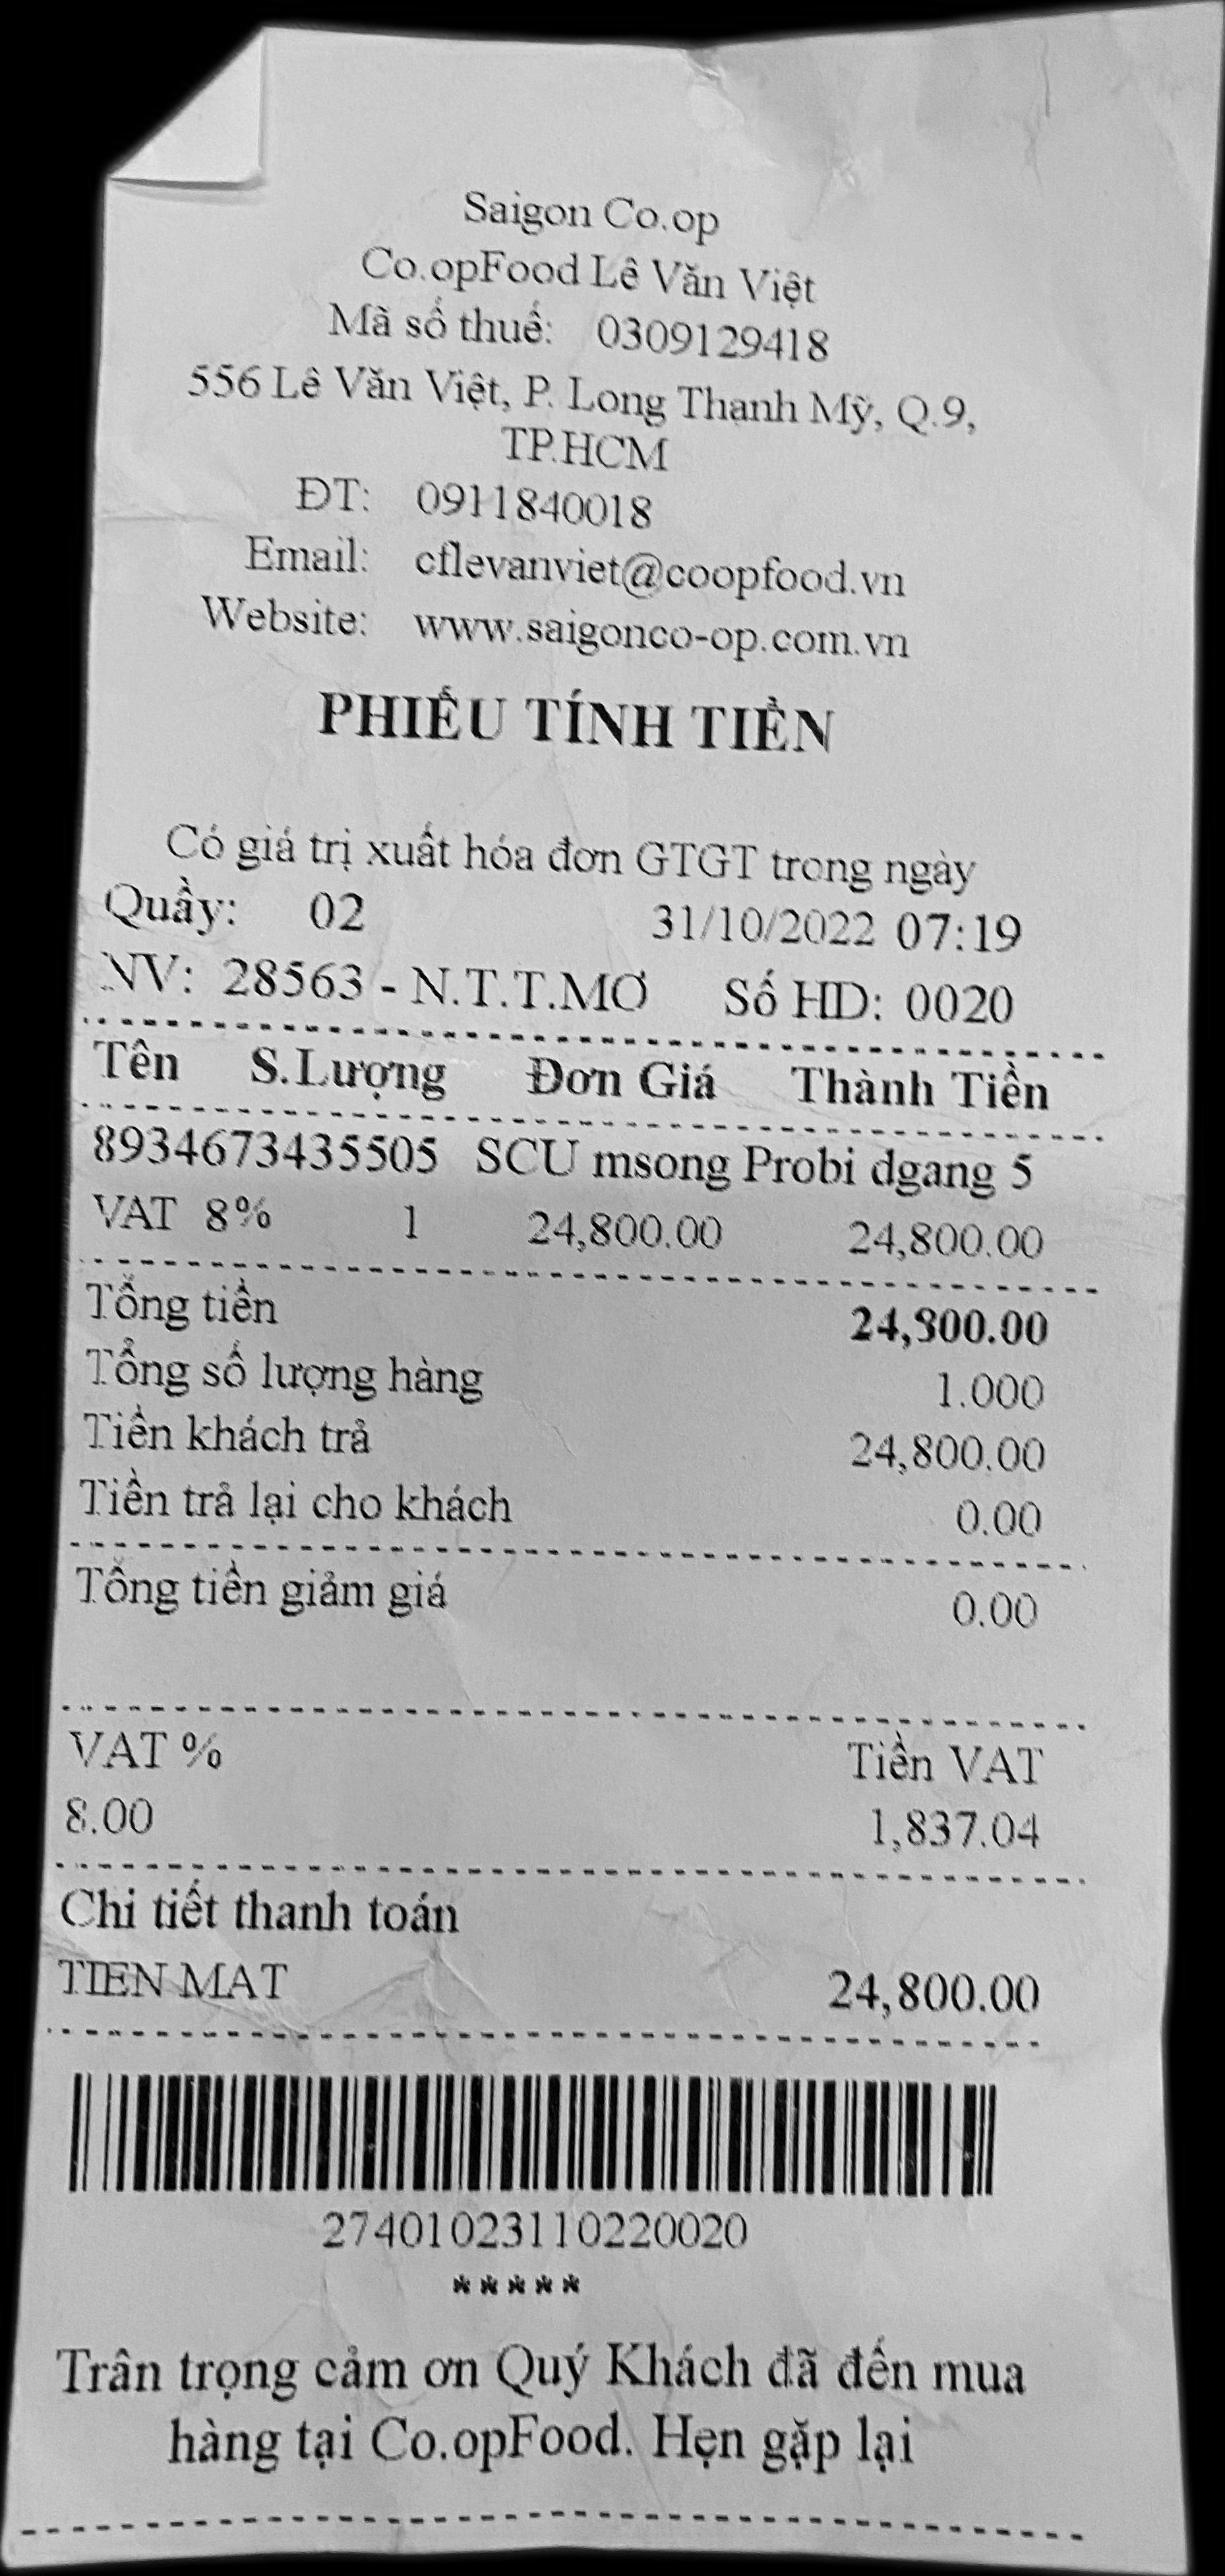 Saigon Co.op
Co.opFood Lê Văn Việt
Mã số thuế: 0309129418
556 Lê Văn Việt, P. Long Thạnh Mỹ, Q.9,
TP.HCM
ĐT: 0911840018
Email: cflevanviet@coopfood.vn
Website: www.saigonco-op.com.vn
PHIẾU TÍNH TIỀN
Có giá trị xuất hóa đơn GTGT trong ngày
Quầy: 02 31/10/2022 07:19
NV: 28563 - N.T.T.MƠ Số HD: 0020
Tên S.Lượng Đơn Giá Thành Tiền
8934673435505 SCU msong Probi dgang 5
VAT 8% 1 24,800.00 24,800.00
Tổng tiền 24,800.00
Tổng số lượng hàng 1.000
Tiền khách trả 24,800.00
Tiền trả lại cho khách 0.00
Tổng tiền giảm giá 0.00
VAT % Tiền VAT
8.00 1,837.04
Chi tiết thanh toán
TIEN MAT 24,800.00
27401023110220020
*****
Trân trọng cảm ơn Quý Khách đã đến mua
hàng tại Co.opFood. Hẹn gặp lại